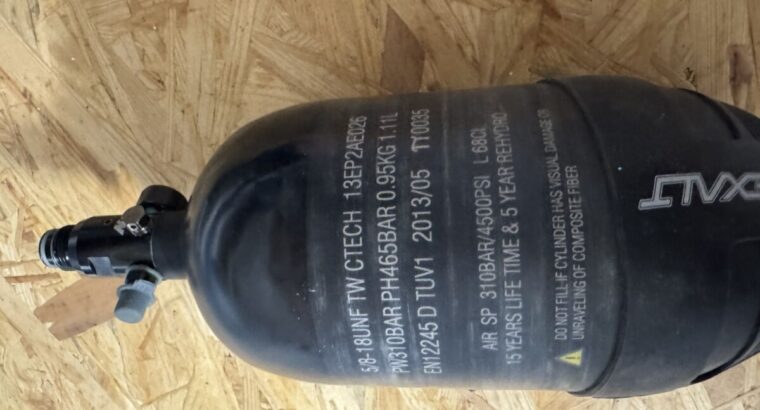 5/8-18UNF TW CTECH 13EP2AE026
PW310BAR PH465BAR 0.95KG 1.11L
EN12245 D TUV1 2013/05 TT0035
AIR SP 310BAR/4500PSI L68CL
15 YEARS LIFE TIME & 5 YEAR REHYDRO
DO NOT FILL IF CYLINDER HAS VISUAL DAMAGE OR
UNRAVELING OF COMPOSITE FIBER
EXALT